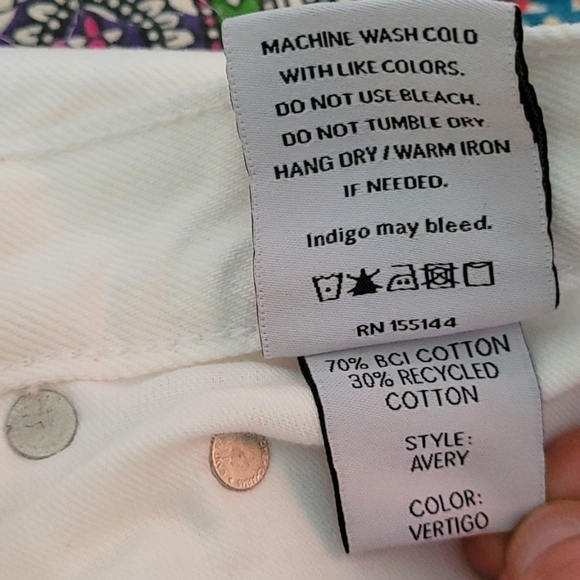 MACHINE WASH COLD
WITH LIKE COLORS.
DO NOT USE BLEACH.
DO NOT TUMBLE DRY
HANG DRY / WARM IRON
IF NEEDED.
Indigo may bleed.
RN 155144
70% BCI COTTON
30% RECYCLED
COTTON
STYLE:
AVERY
COLOR:
VERTIGO